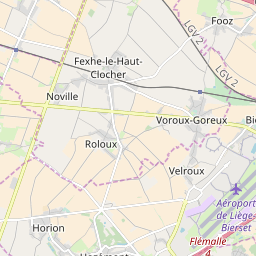 Fooz
LGV 2
Fexhe-le-Haut-
Clocher
LGV 2
Noville
Voroux-Goreux
Roloux
Velroux
Aéroport
de Liège-
Bierset
Horion
Flémalle
4